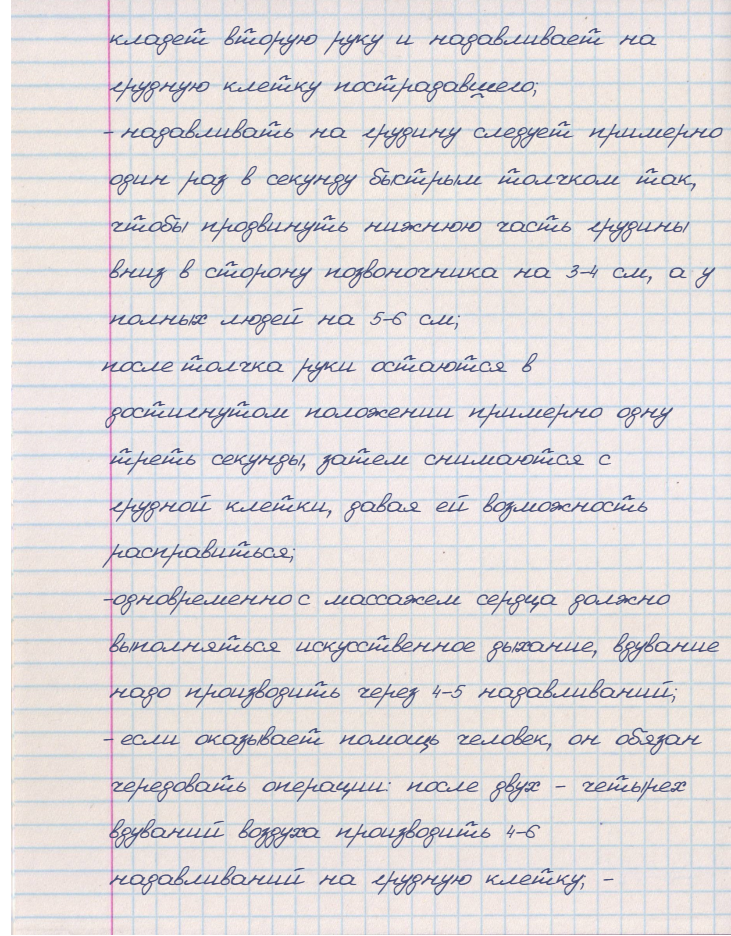 кладет вторую руку и надавливает на
грудную клетку пострадавшего;
- надавливать на грудину следует примерно
один раз в секунду быстрым толчком так,
чтобы продвинуть нижнюю часть грудины
вниз в сторону позвоночника на 3-4 см, а у
полных людей на 5-6 см;
после толчка руки остаются в
достигнутом положении примерно одну
треть секунды, затем снимаются с
грудной клетки, давая ей возможность
расправиться;
-одновременно с массажем сердца должно
выполняться искусственное дыхание, вдувание
надо производить через 4-5 надавливаний;
- если оказывает помощь человек, он обязан
чередовать операции: после двух - четырех
вдуваний воздуха производить 4-6
надавливаний на грудную клетку; -